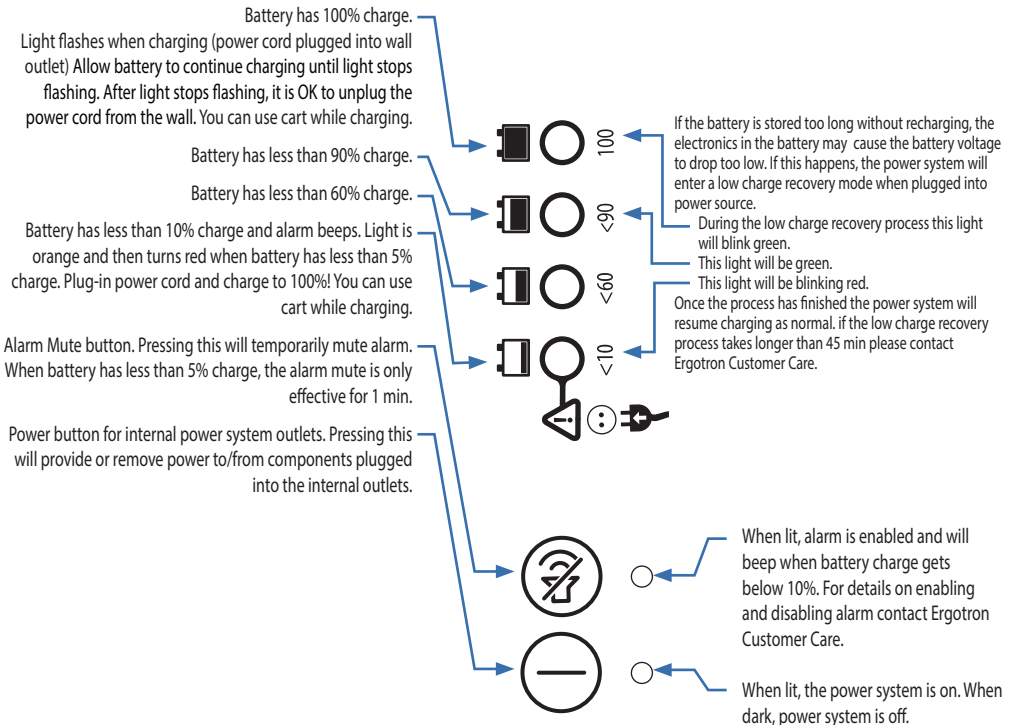 Battery has 100% charge.
Light flashes when charging (power cord plugged into wall
outlet) Allow battery to continue charging until light stops
flashing. After light stops flashing, it is OK to unplug the
power cord from the wall. You can use cart while charging.
Battery has less than 90% charge.
Battery has less than 60% charge.
Battery has less than 10% charge and alarm beeps. Light is
orange and then turns red when battery has less than 5%
charge. Plug-in power cord and charge to 100%! You can use
cart while charging.
Alarm Mute button. Pressing this will temporarily mute alarm.
When battery has less than 5% charge, the alarm mute is only
effective for 1 min.
Power button for internal power system outlets. Pressing this
will provide or remove power to/from components plugged
into the internal outlets.
100
<90
<60
<10
If the battery is stored too long without recharging, the
electronics in the battery may cause the battery voltage
to drop too low. If this happens, the power system will
enter a low charge recovery mode when plugged into
power source.
During the low charge recovery process this light
will blink green.
This light will be green.
This light will be blinking red.
Once the process has finished the power system will
resume charging as normal. if the low charge recovery
process takes longer than 45 min please contact
Ergotron Customer Care.
When lit, alarm is enabled and will
beep when battery charge gets
below 10%. For details on enabling
and disabling alarm contact Ergotron
Customer Care.
When lit, the power system is on. When
dark, power system is off.